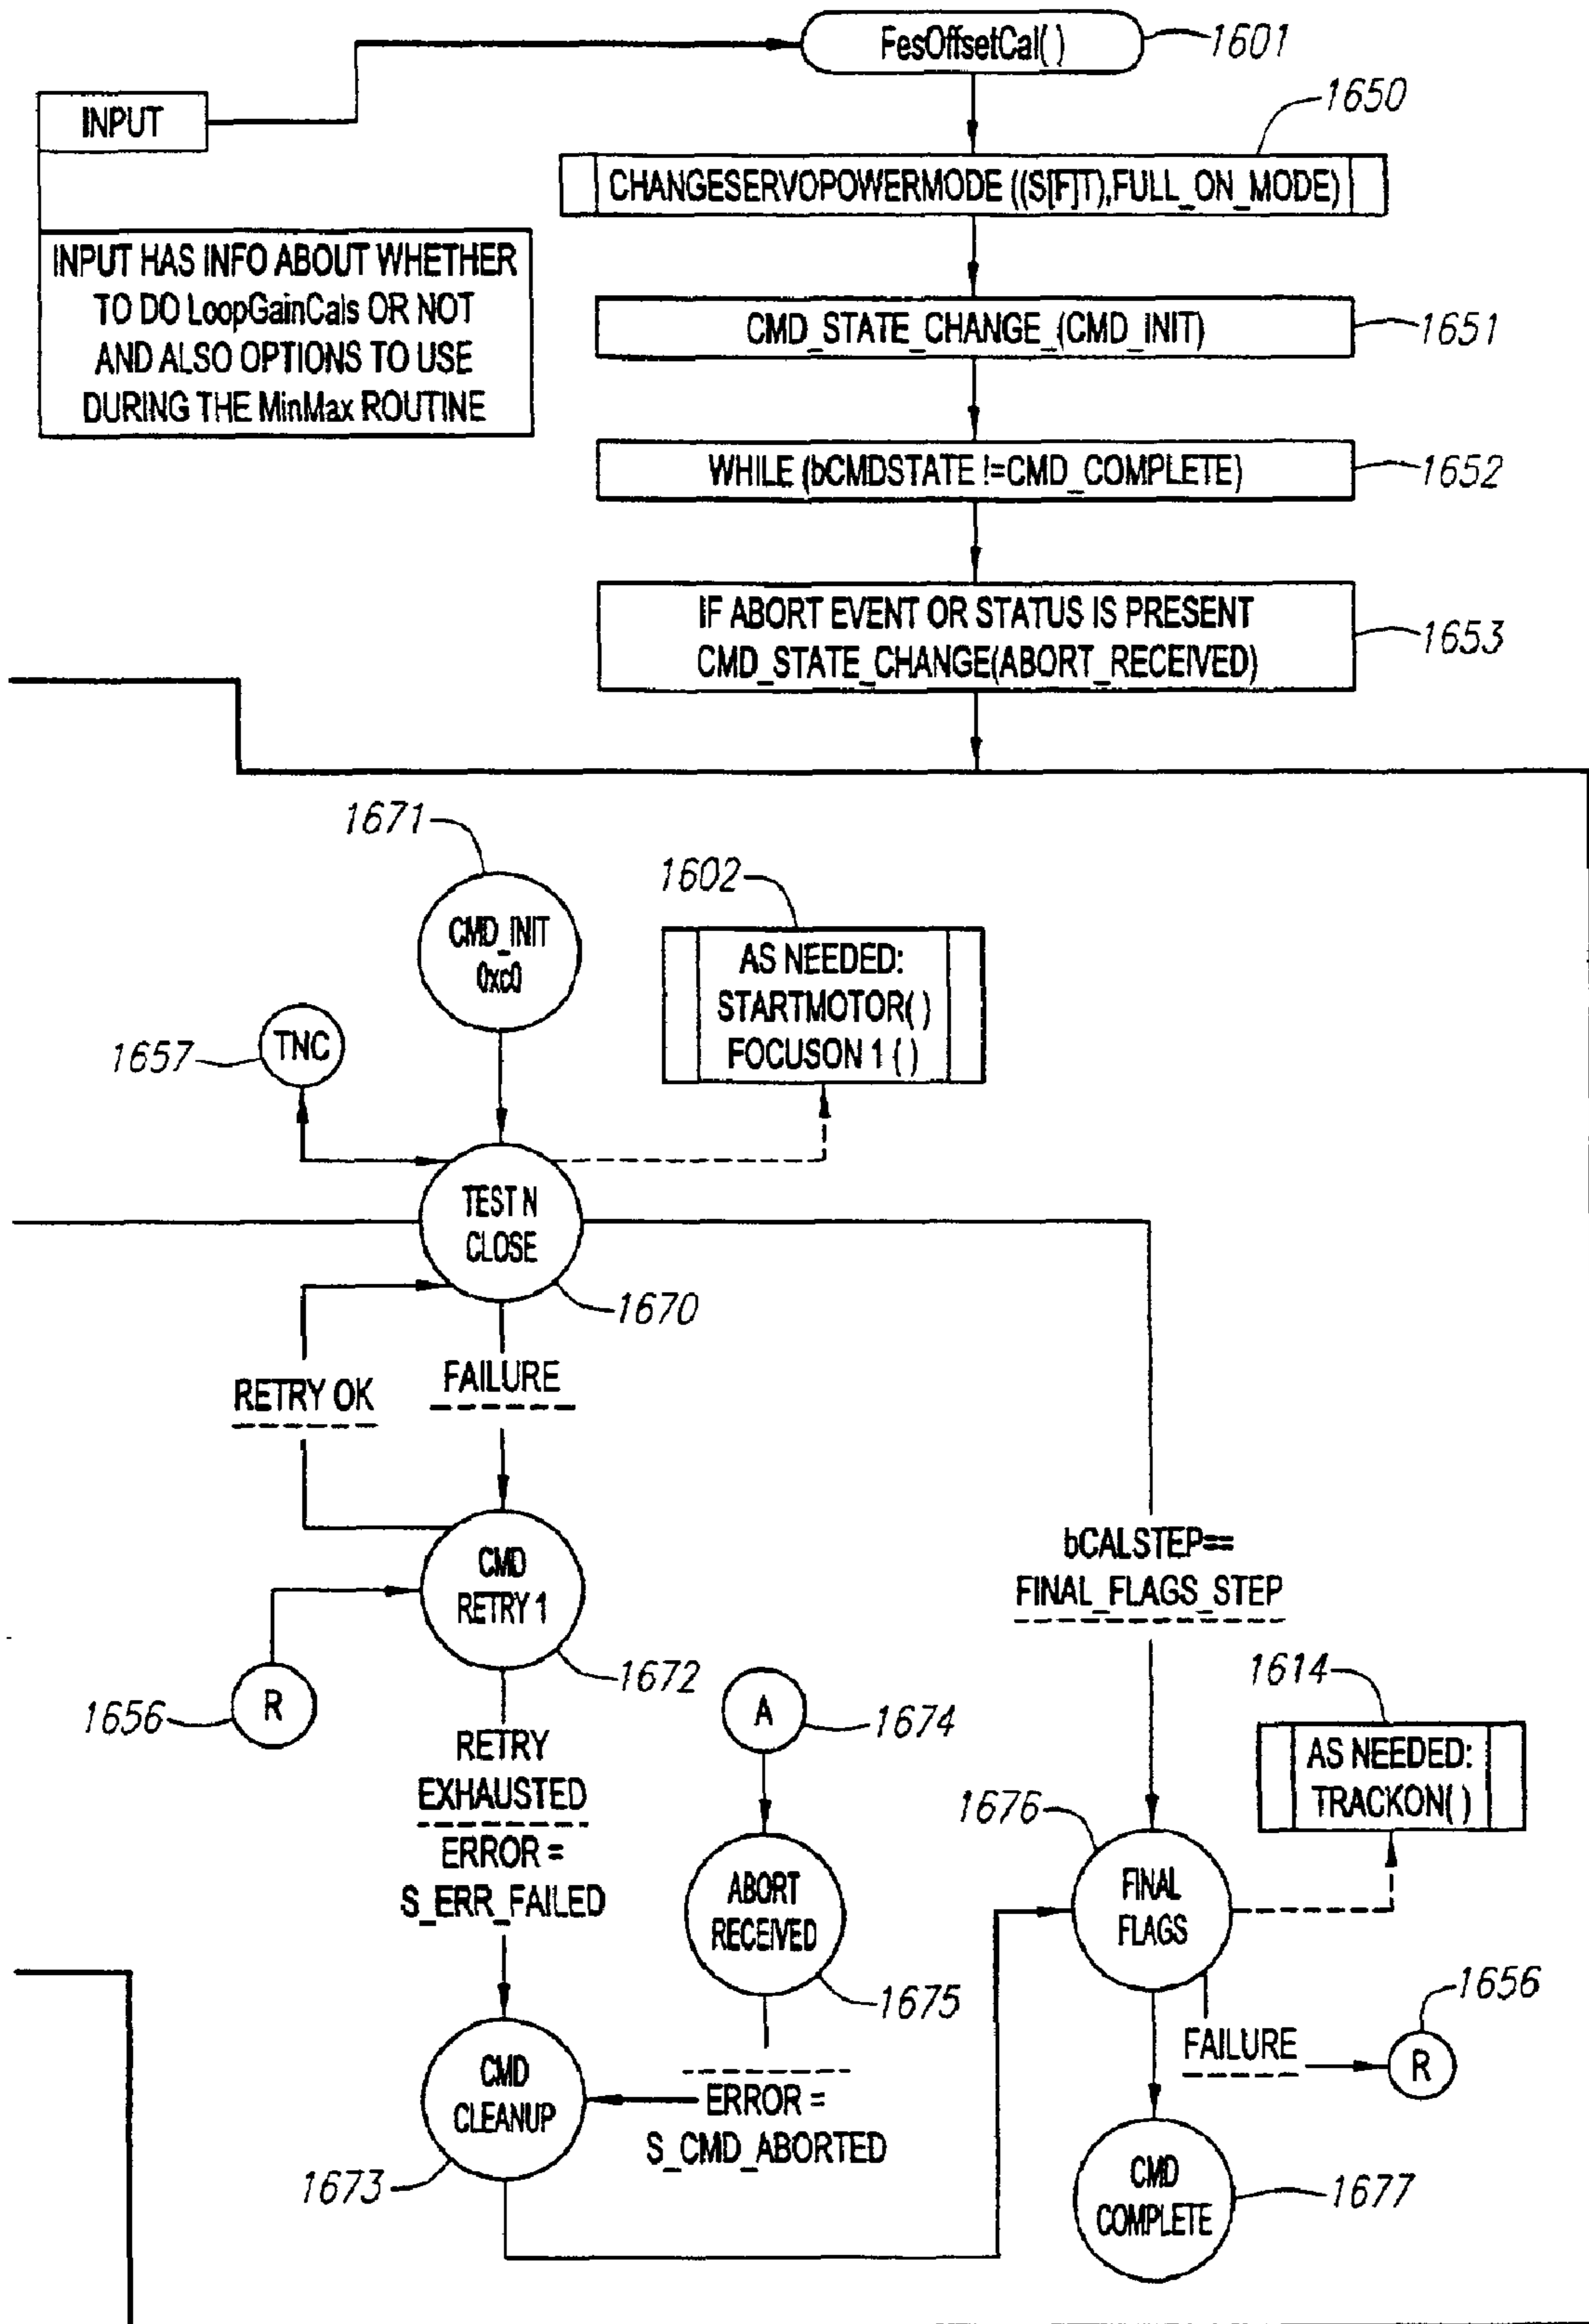 FesOffsetCal( )
1601
INPUT
1650
CHANGESERVOPOWERMODE ((S[F]T),FULL_ON_MODE)
INPUT HAS INFO ABOUT WHETHER
TO DO LoopGainCals OR NOT
AND ALSO OPTIONS TO USE
DURING THE MinMax ROUTINE
CMD_STATE_CHANGE_(CMD_INIT)
1651
WHILE (bCMDSTATE !=CMD_COMPLETE)
1652
IF ABORT EVENT OR STATUS IS PRESENT
CMD_STATE_CHANGE(ABORT_RECEIVED)
1653
1671
CMD_INIT
0xc0
1602
AS NEEDED:
STARTMOTOR( )
FOCUSON 1 ( )
TNC
1657
TEST N
CLOSE
1670
RETRY OK
FAILURE
CMD
RETRY 1
1672
R
1656
bCALSTEP==
FINAL_FLAGS_STEP
RETRY
EXHAUSTED
ERROR =
S_ERR_FAILED
A
1674
1614
AS NEEDED:
TRACKON( )
1676
ABORT
RECEIVED
1675
FINAL
FLAGS
FAILURE
1656
R
CMD
CLEANUP
1673
ERROR =
S_CMD_ABORTED
CMD
COMPLETE
1677